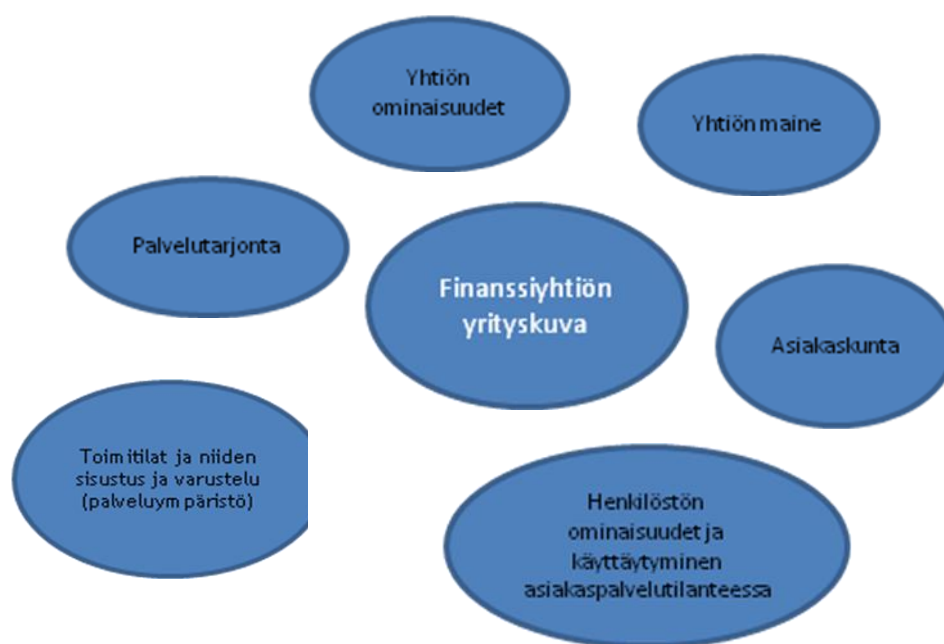 Yhtiön
ominaisuudet
Yhtiön maine
Palvelutarjonta
Finanssiyhtiön
yrityskuva
Asiakaskunta
Toimitilat ja niiden
sisustus ja varustelu
(palveluympäristö)
Henkilöstön
ominaisuudet ja
käyttäytyminen
asiakaspalvelutilanteessa